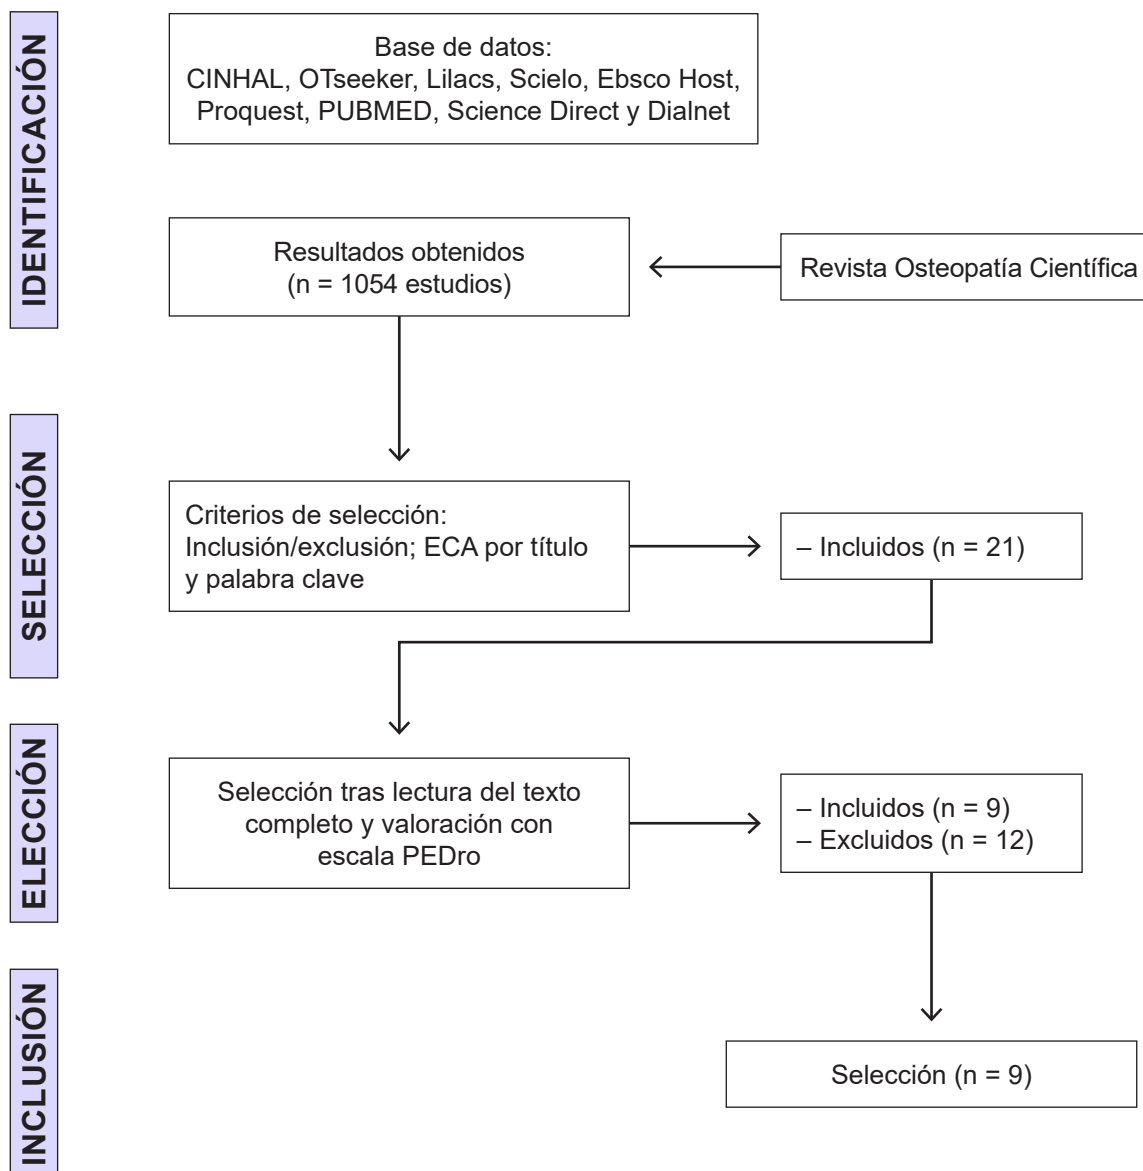 IDENTIFICACIÓN
Base de datos:
CINHAL, OTseeker, Lilacs, Scielo, Ebsco Host,
Proquest, PUBMED, Science Direct y Dialnet
Resultados obtenidos
(n = 1054 estudios)
Revista Osteopatía Científica
SELECCIÓN
Criterios de selección:
Inclusión/exclusión; ECA por título
y palabra clave
– Incluidos (n = 21)
ELECCIÓN
Selección tras lectura del texto
completo y valoración con
escala PEDro
– Incluidos (n = 9)
– Excluidos (n = 12)
INCLUSIÓN
Selección (n = 9)